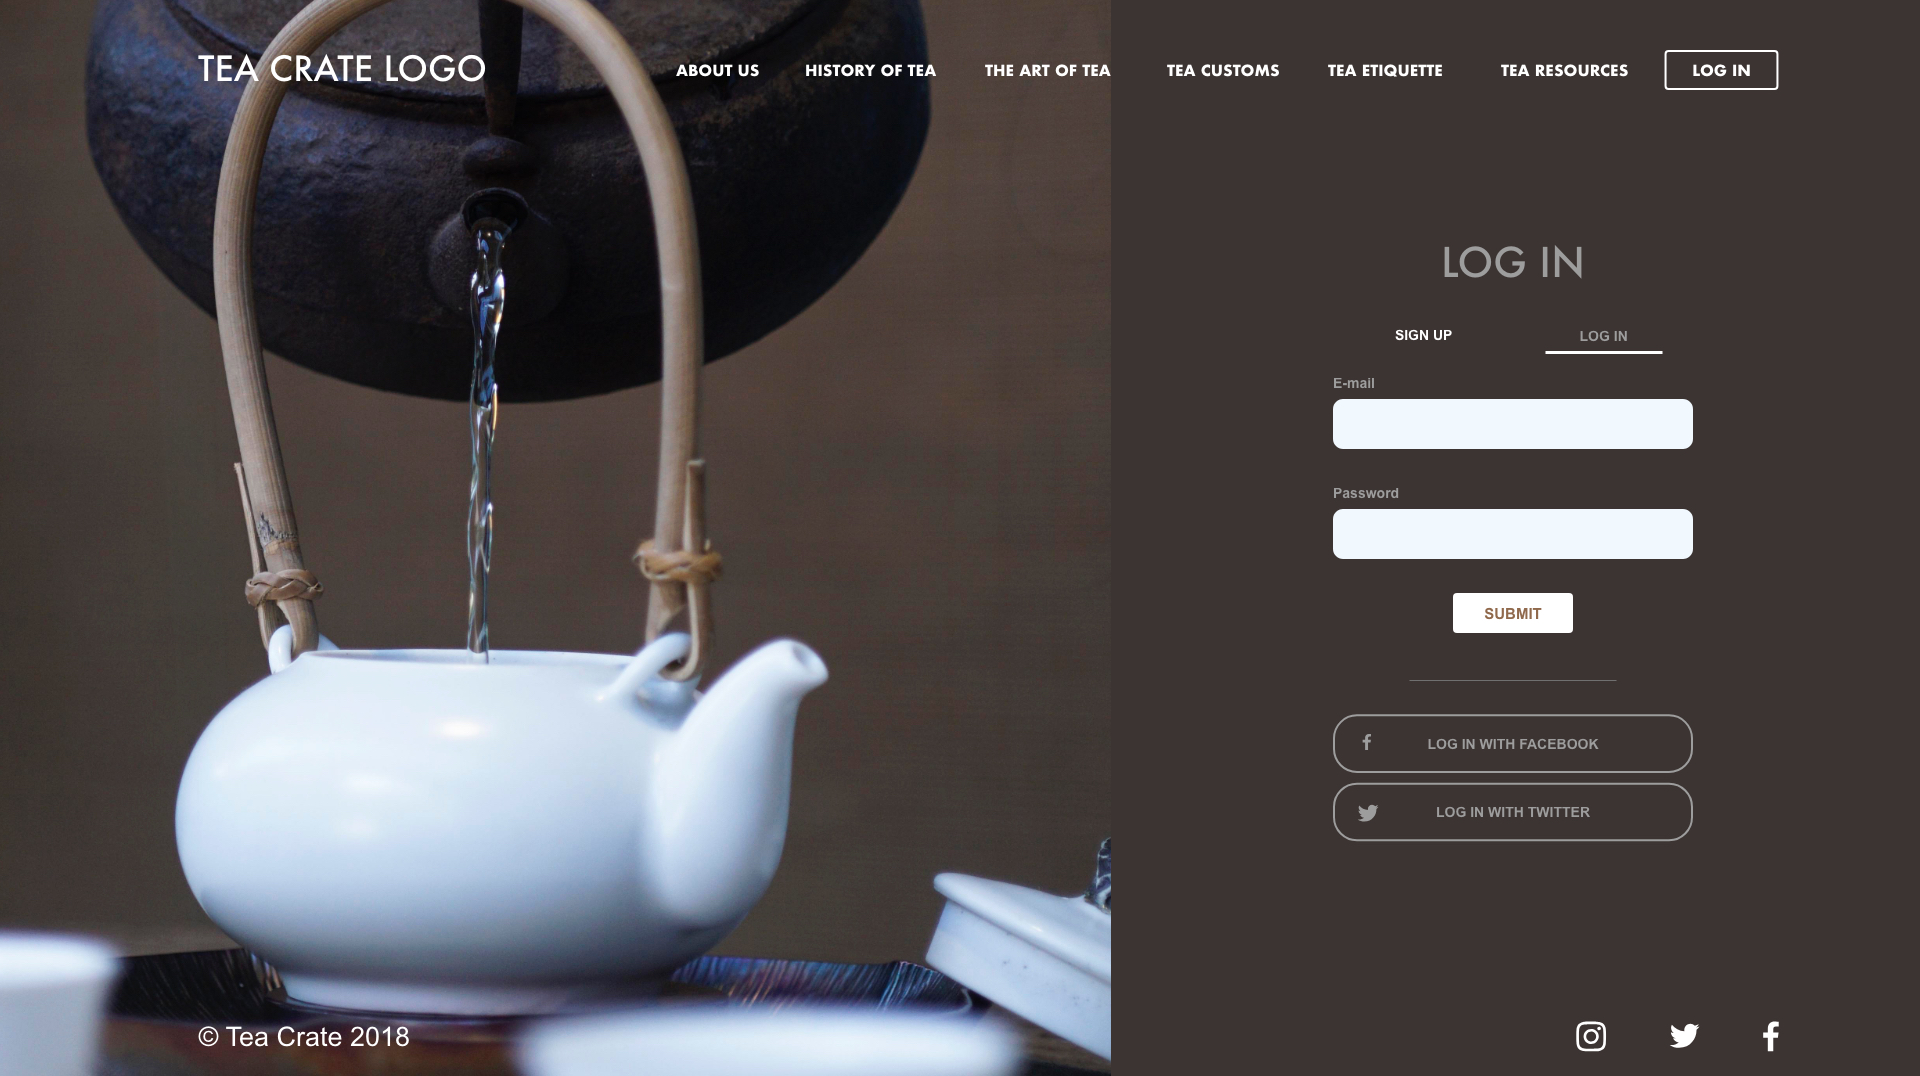 TEA CRATE LOGO
ABOUT US
HISTORY OF TEA
THE ART OF TEA
TEA CUSTOMS
TEA ETIQUETTE
TEA RESOURCES
LOG IN
LOG IN
SIGN UP
LOG IN
E-mail
Password
SUBMIT
LOG IN WITH FACEBOOK
LOG IN WITH TWITTER
© Tea Crate 2018